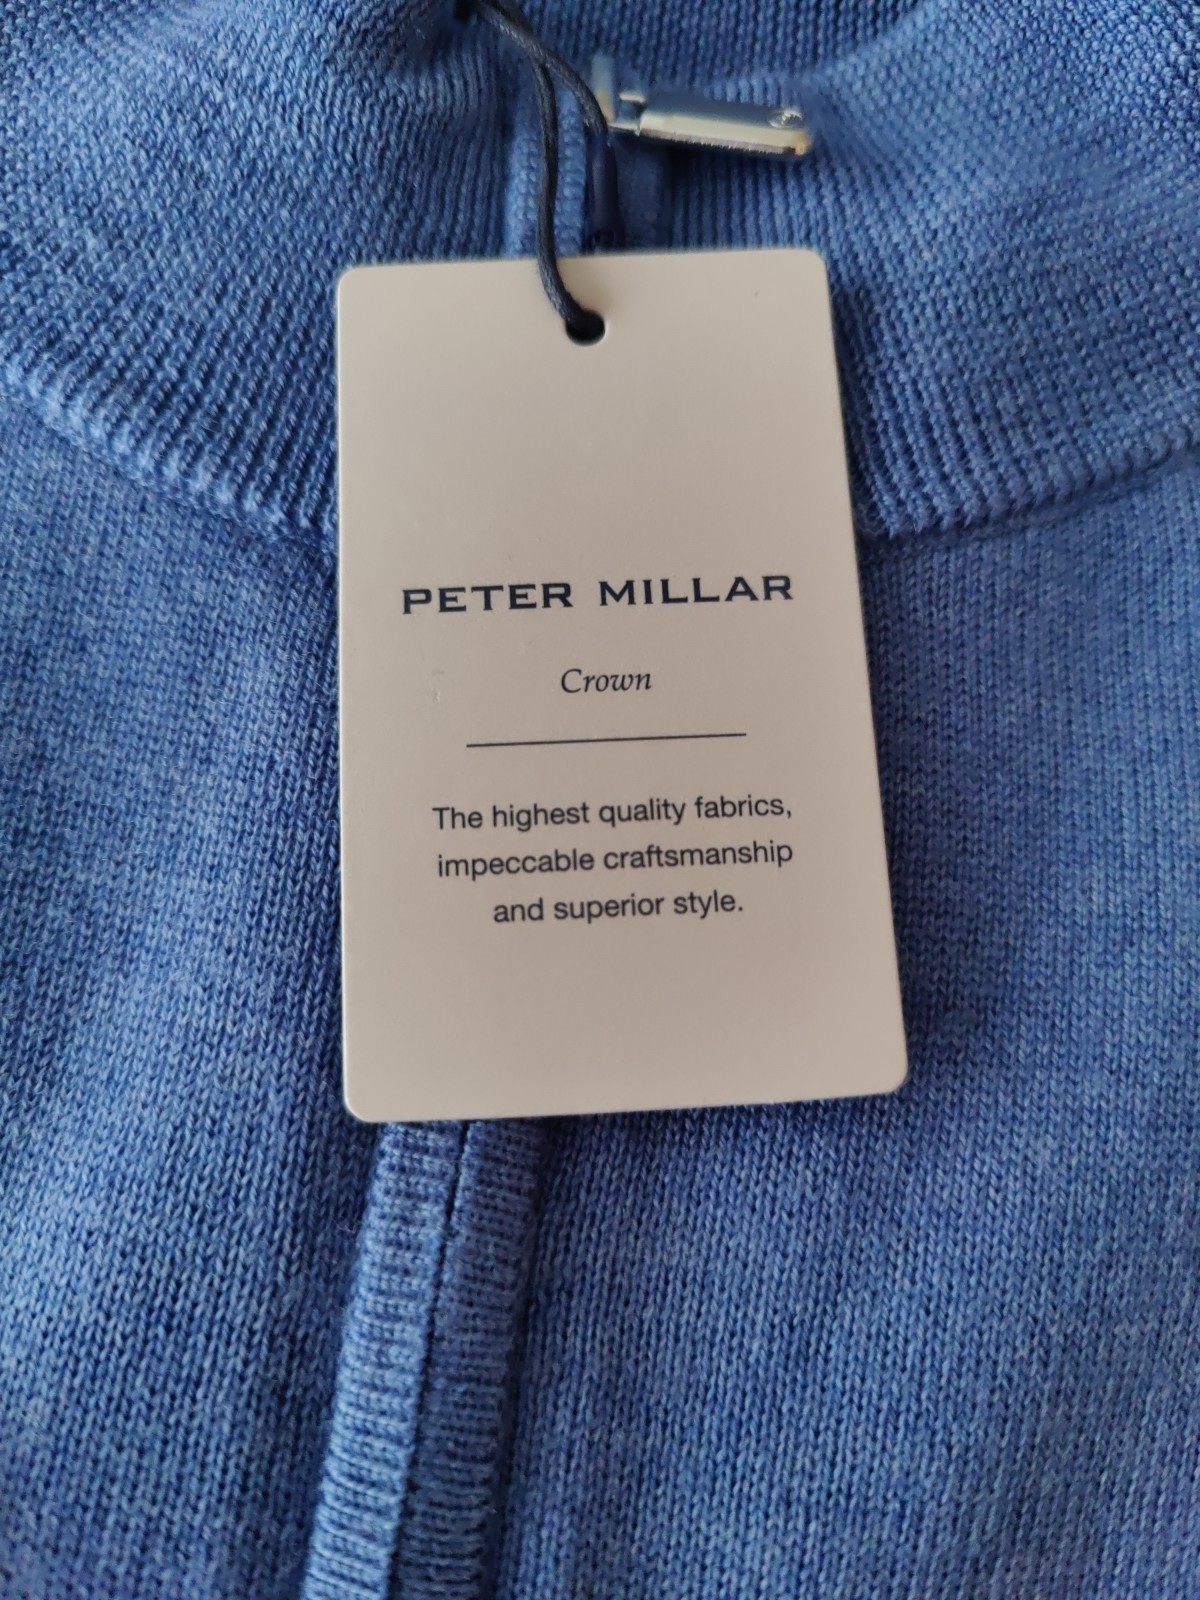 PETER MILLAR
Crown
The highest quality fabrics,
impeccable craftsmanship
and superior style.